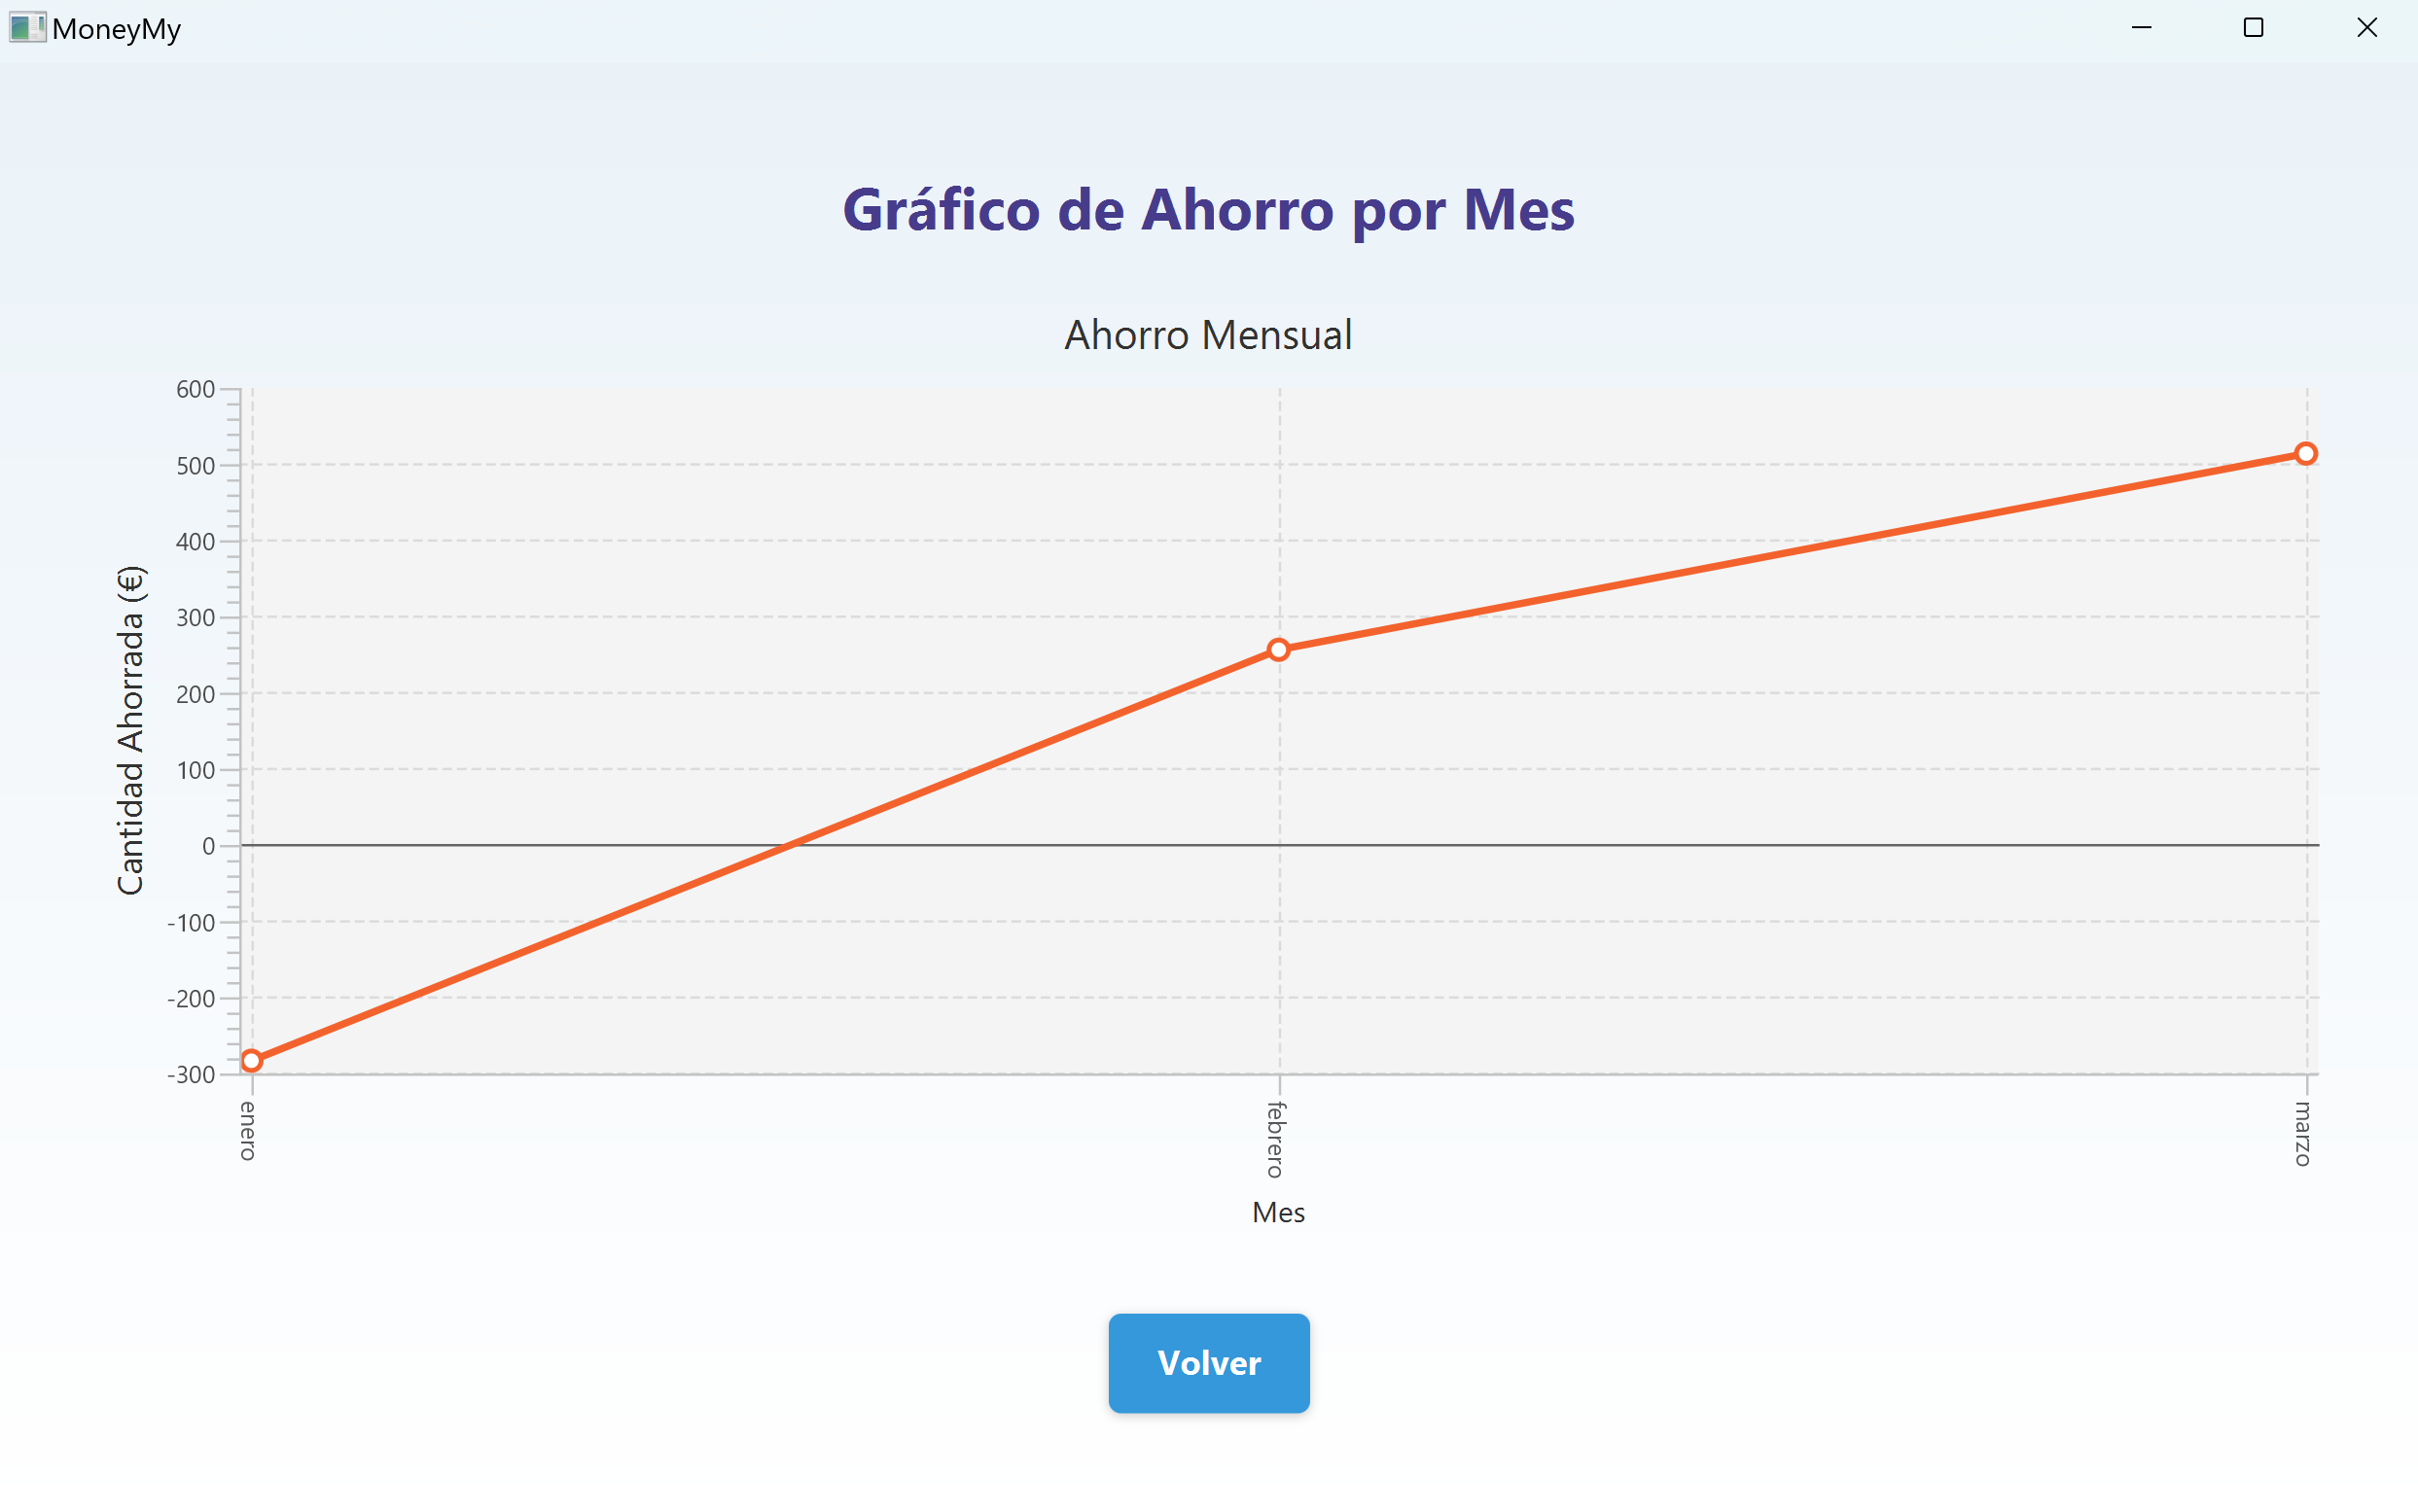 MoneyMy
Gráfico de Ahorro por Mes
Ahorro Mensual
Cantidad Ahorrada (€)
600
500
400
300
200
100
0
-100
-200
-300
enero
febrero
marzo
Mes
Volver